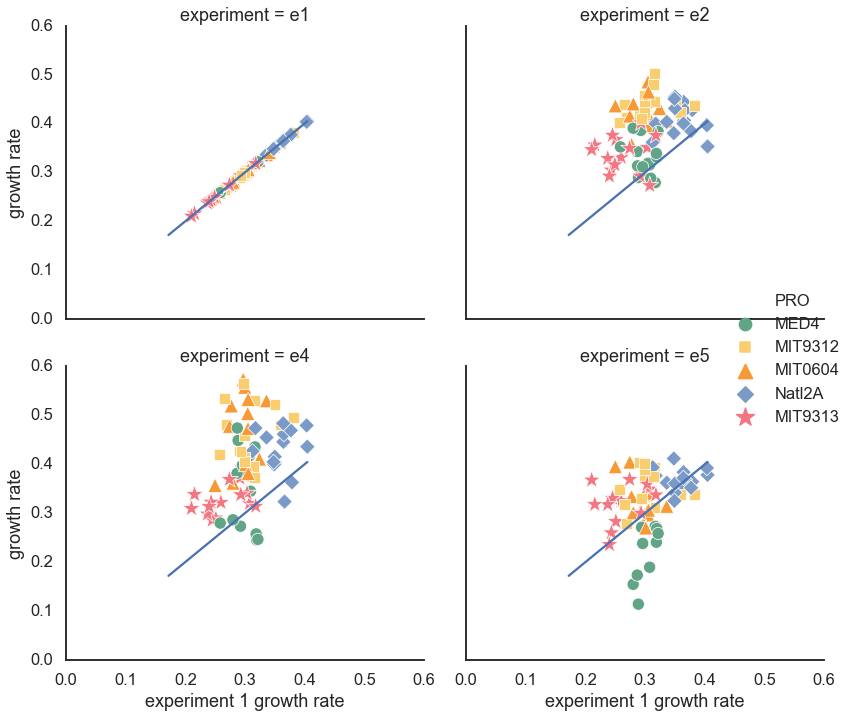 experiment = e1
experiment = e2
0.6
0.5
0.4
0.3
0.2
0.1
0.0
growth rate
PRO
MED4
MIT9312
MIT0604
Natl2A
MIT9313
experiment = e4
experiment = e5
0.6
0.5
0.4
0.3
0.2
0.1
0.0
growth rate
0.0 0.1 0.2 0.3 0.4 0.5 0.6
0.0 0.1 0.2 0.3 0.4 0.5 0.6
experiment 1 growth rate
experiment 1 growth rate